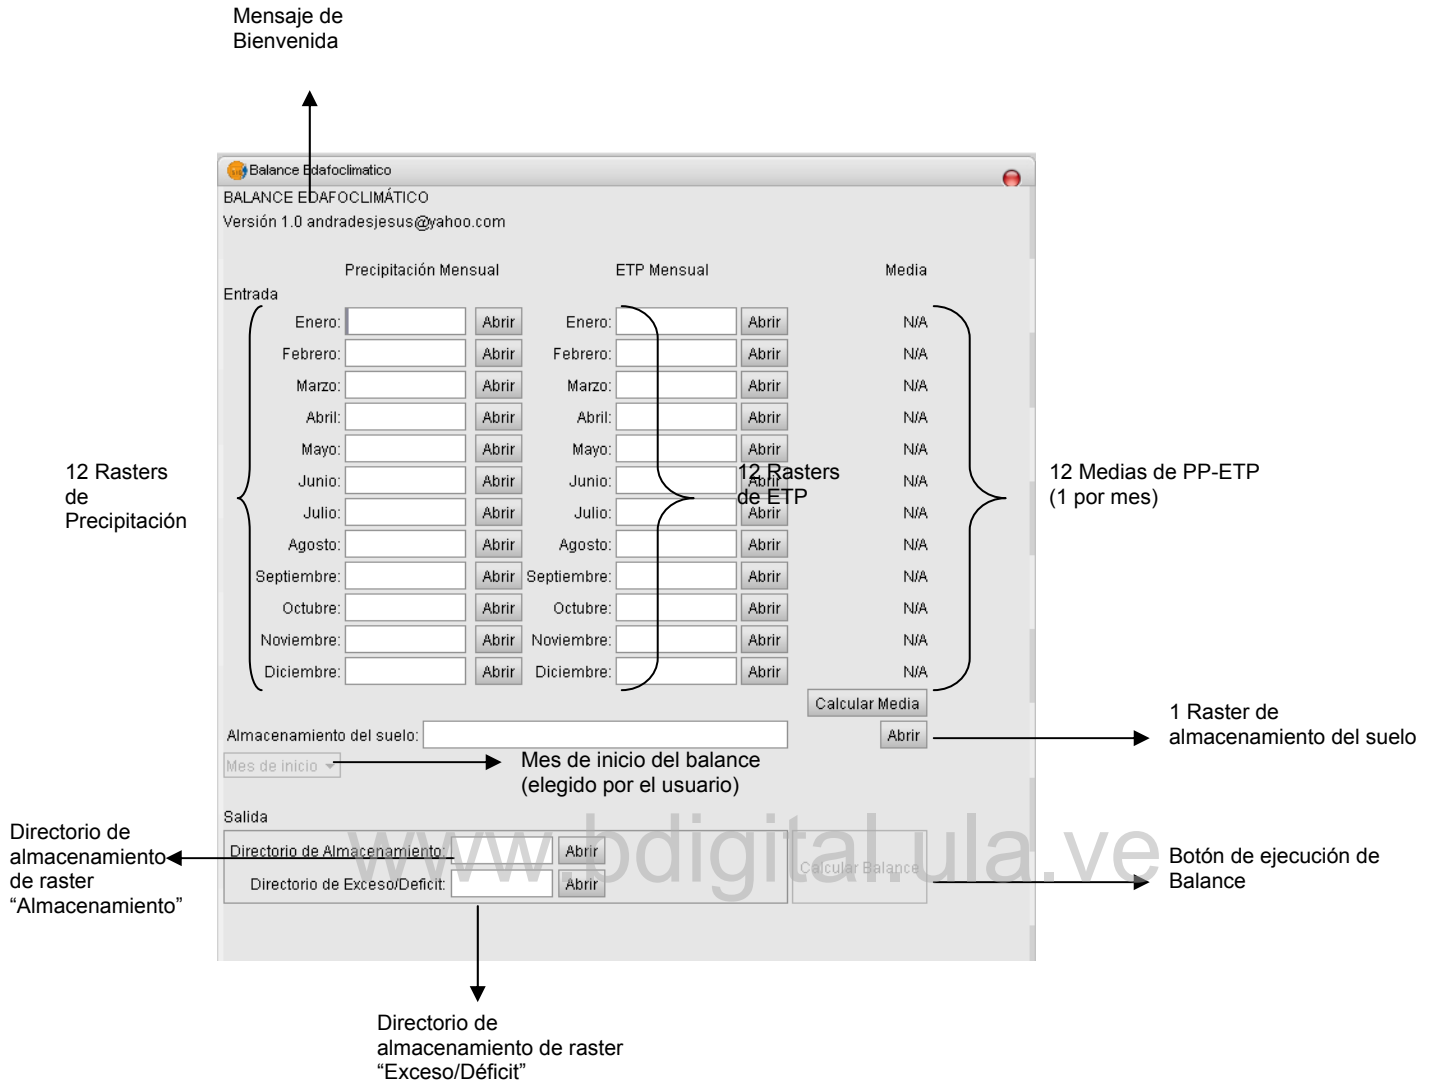 Mensaje de
Bienvenida
Balance Edafoclimatico
BALANCE EDAFOCLIMÁTICO
Versión 1.0 andradesjesus@yahoo.com
Precipitación Mensual ETP Mensual Media
Entrada
Enero: Abrir Enero: Abrir N/A
Febrero: Abrir Febrero: Abrir N/A
Marzo: Abrir Marzo: Abrir N/A
Abril: Abrir Abril: Abrir N/A
Mayo: Abrir Mayo: Abrir N/A
Junio: Abrir Junio: Abrir N/A
Julio: Abrir Julio: Abrir N/A
Agosto: Abrir Agosto: Abrir N/A
Septiembre: Abrir Septiembre: Abrir N/A
Octubre: Abrir Octubre: Abrir N/A
Noviembre: Abrir Noviembre: Abrir N/A
Diciembre: Abrir Diciembre: Abrir N/A
12 Rasters
de
Precipitación
12 Rasters
de ETP
12 Medias de PP-ETP
(1 por mes)
Calcular Media
Almacenamiento del suelo: Abrir
1 Raster de
almacenamiento del suelo
Mes de inicio
Mes de inicio del balance
(elegido por el usuario)
Salida
Directorio de Almacenamiento: Abrir
Directorio de Exceso/Deficit: Abrir
Calcular Balance
www.bdigital.ula.ve
Directorio de
almacenamiento
de raster
“Almacenamiento”
Botón de ejecución de
Balance
Directorio de
almacenamiento de raster
“Exceso/Déficit”